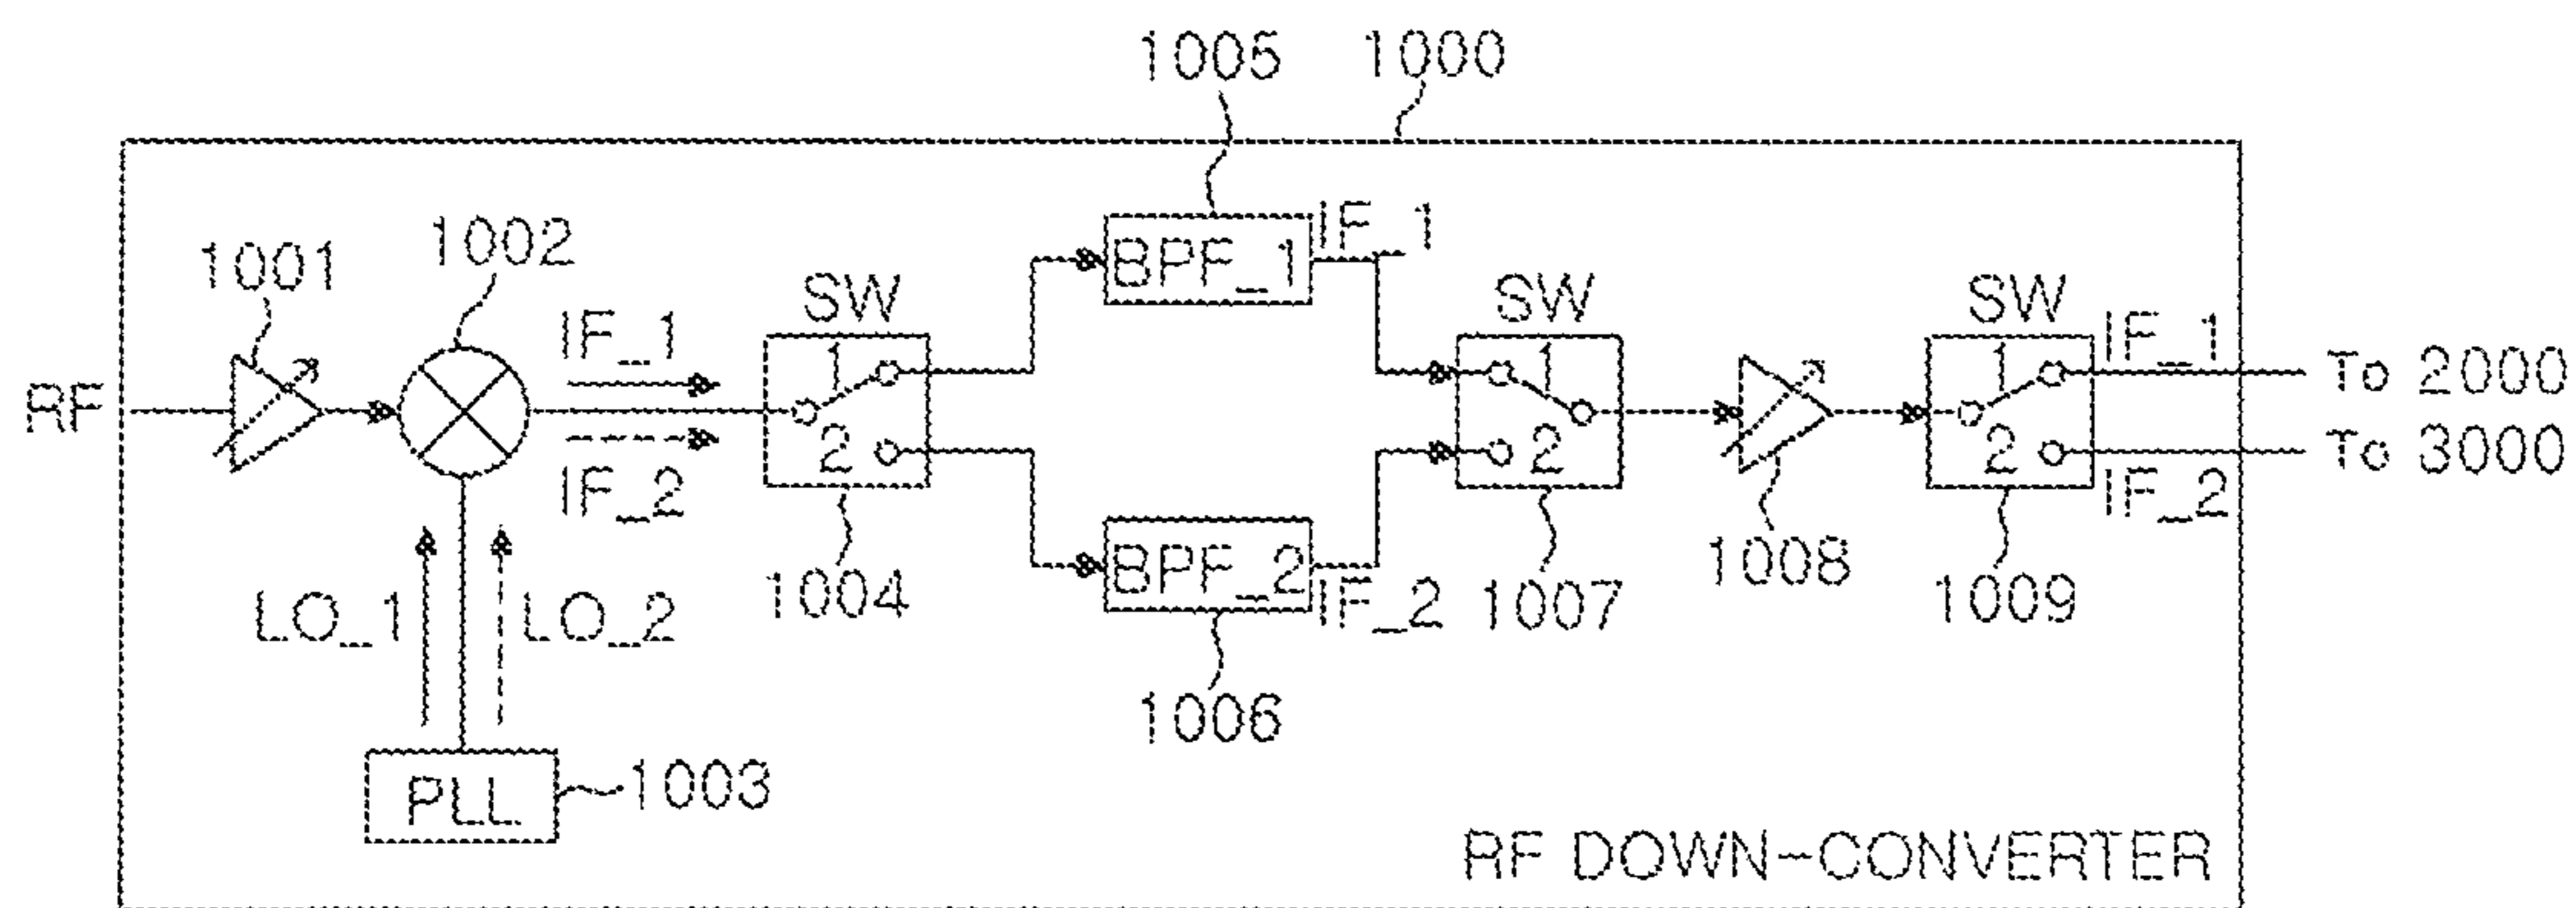 1005 1000
1001
1002
RF
IF_1
IF_2
LO_1
LO_2
PLL
1003
SW
1
2
1004
BPF_1
IF_1
BPF_2
IF_2
1006
SW
1
2
1007
1008
SW
1
2
1009
IF_1
IF_2
To 2000
To 3000
RF DOWN-CONVERTER